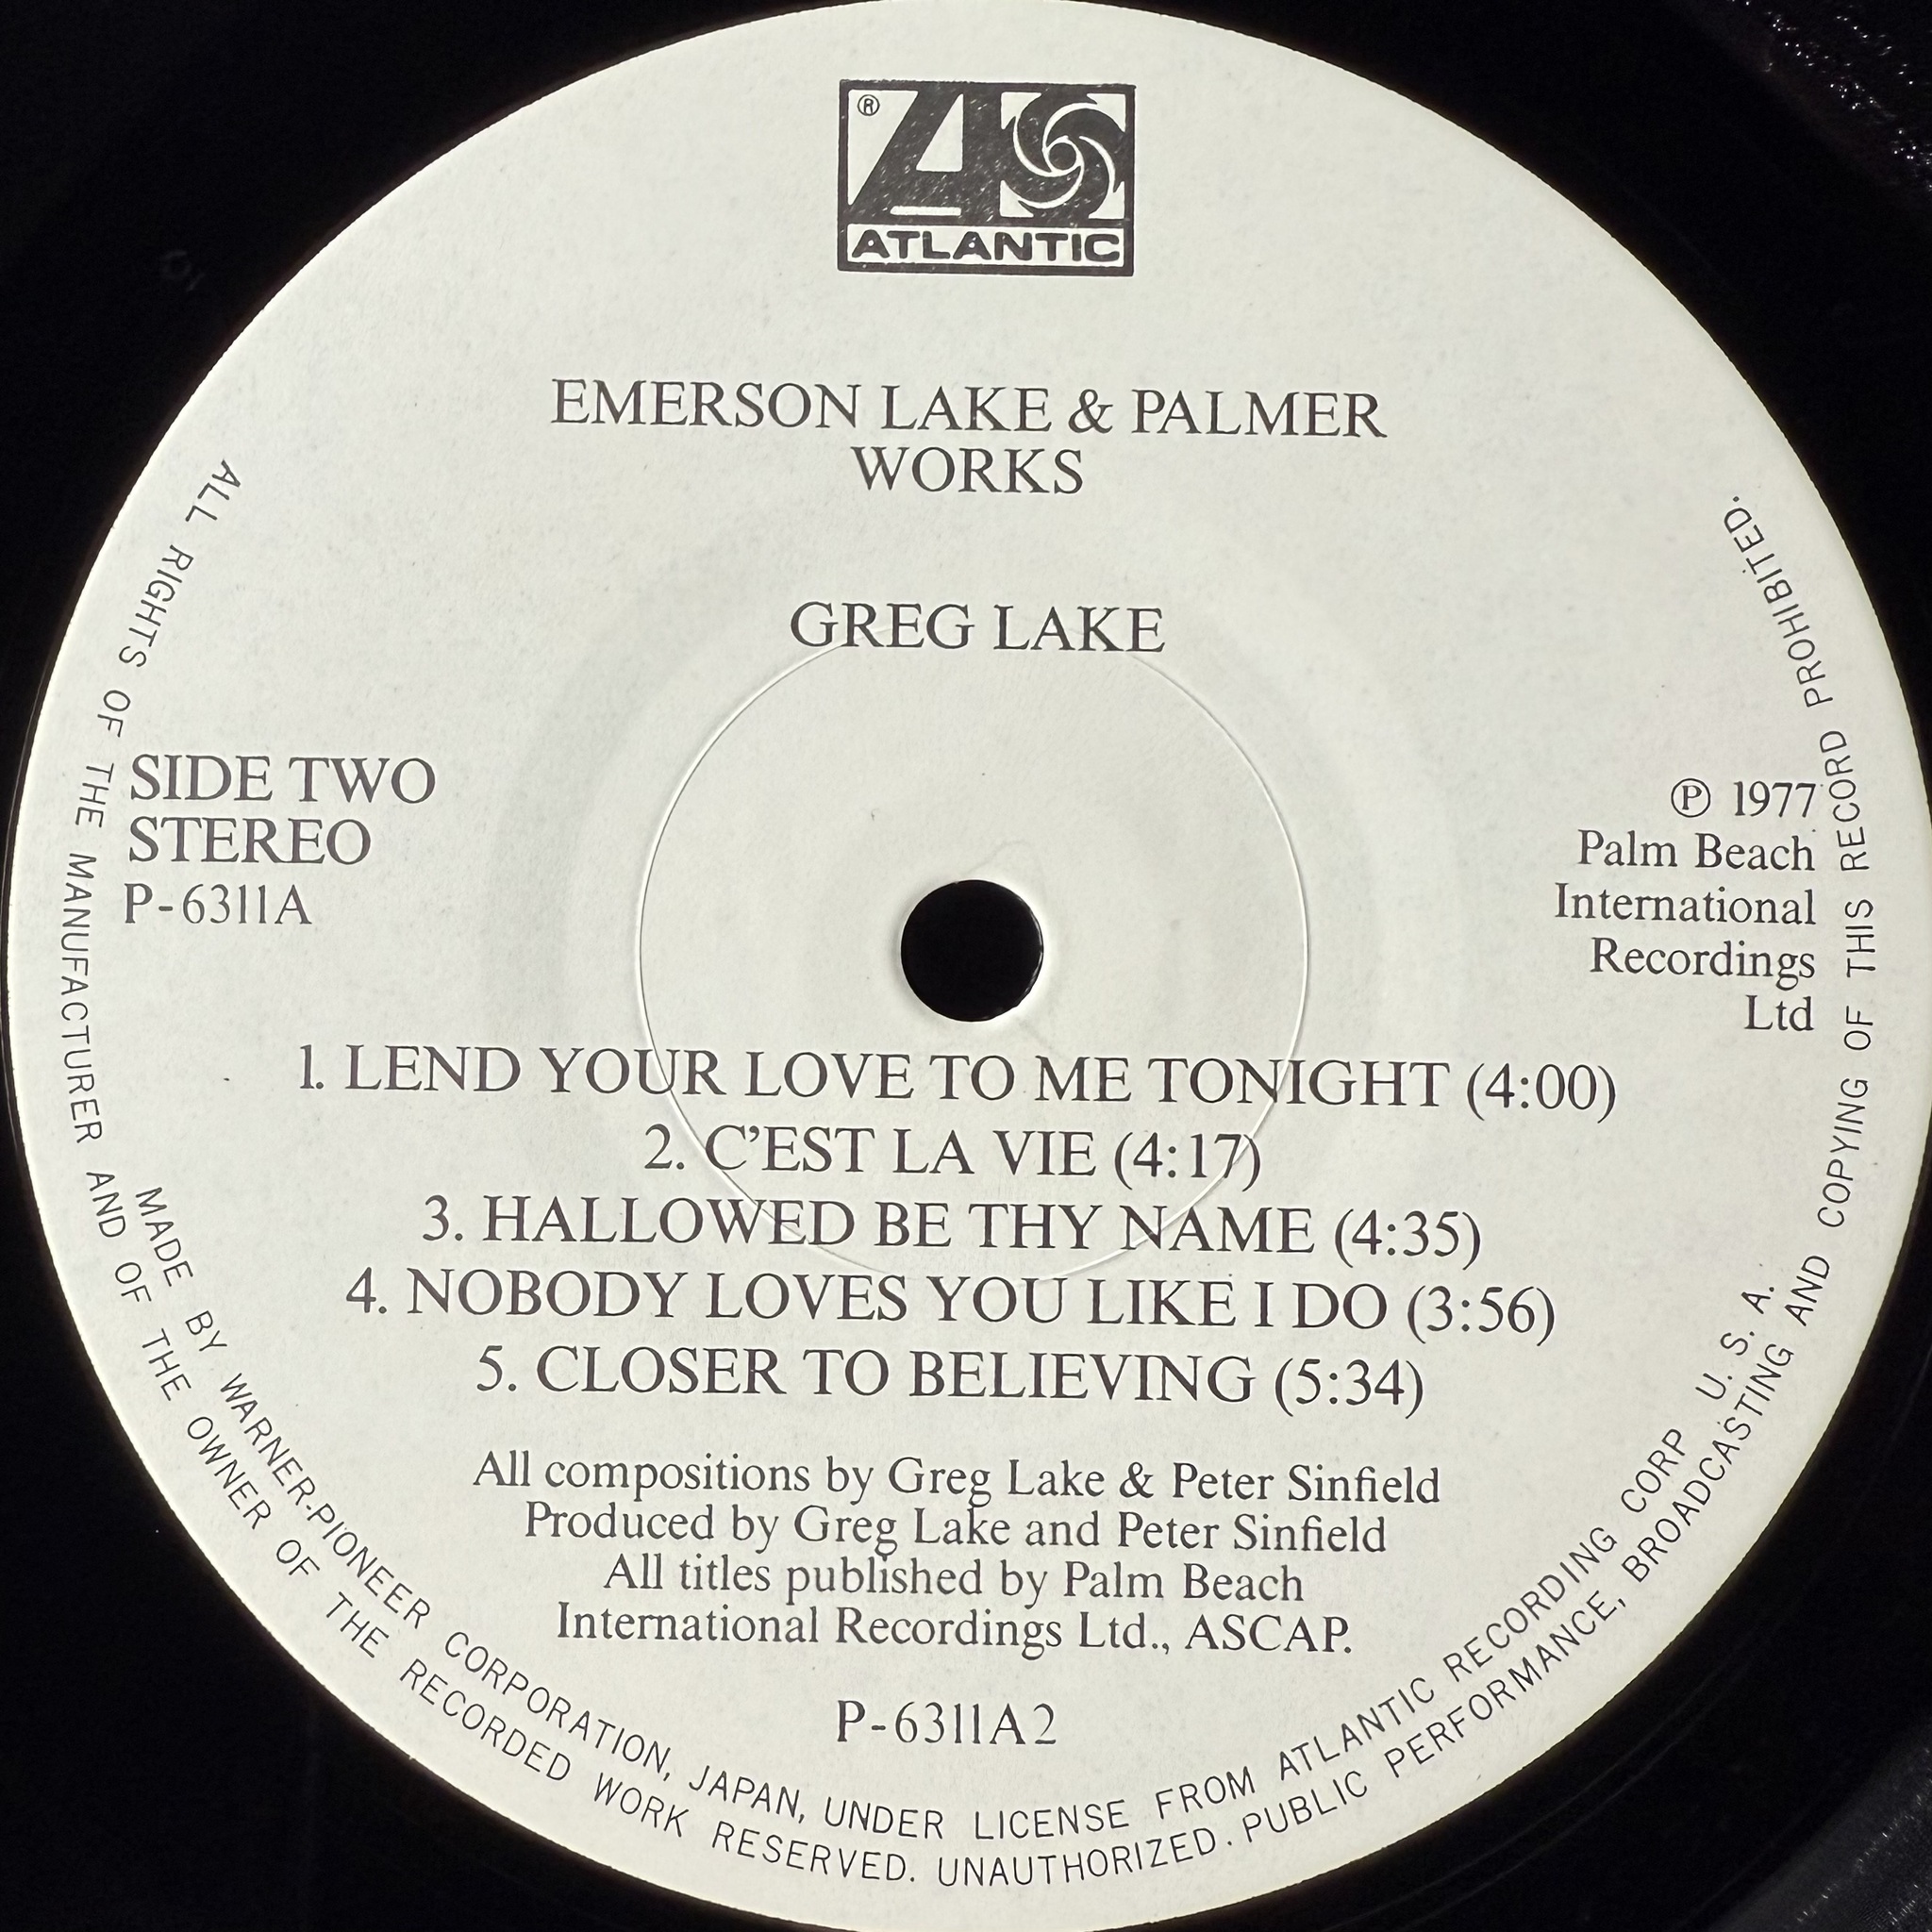 ®
ATLANTIC
EMERSON LAKE & PALMER
WORKS
GREG LAKE
SIDE TWO
STEREO
P-6311A
℗ 1977
Palm Beach
International
Recordings
Ltd
1. LEND YOUR LOVE TO ME TONIGHT (4:00)
2. C’EST LA VIE (4:17)
3. HALLOWED BE THY NAME (4:35)
4. NOBODY LOVES YOU LIKE I DO (3:56)
5. CLOSER TO BELIEVING (5:34)
All compositions by Greg Lake & Peter Sinfield
Produced by Greg Lake and Peter Sinfield
All titles published by Palm Beach
International Recordings Ltd., ASCAP.
P-6311A2
MADE BY WARNER-PIONEER CORPORATION, JAPAN, UNDER LICENSE FROM ATLANTIC RECORDING CORP U. S. A.
ALL RIGHTS OF THE MANUFACTURER AND OF THE OWNER OF THE RECORDED WORK RESERVED. UNAUTHORIZED. PUBLIC PERFORMANCE, BROADCASTING AND COPYING OF THIS RECORD PROHIBITED.